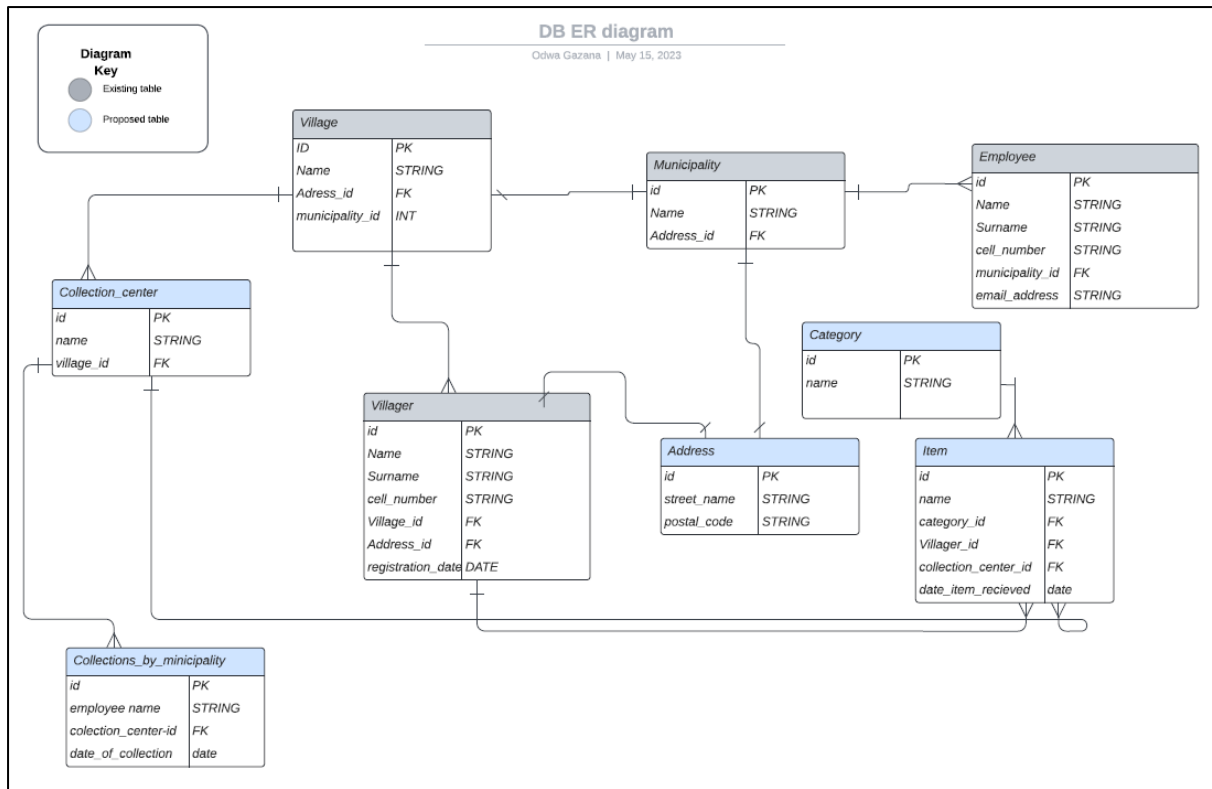 DB ER diagram
Odwa Gazana | May 15, 2023
Diagram
Key
Existing table
Proposed table
Village
ID PK
Name STRING
Adress_id FK
municipality_id INT
Municipality
id PK
Name STRING
Address_id FK
Employee
id PK
Name STRING
Surname STRING
cell_number STRING
municipality_id FK
email_address STRING
Collection_center
id PK
name STRING
village_id FK
Category
id PK
name STRING
Villager
id PK
Name STRING
Surname STRING
cell_number STRING
Village_id FK
Address_id FK
registration_date DATE
Address
id PK
street_name STRING
postal_code STRING
Item
id PK
name STRING
category_id FK
Villager_id FK
collection_center_id FK
date_item_recieved date
Collections_by_minicipality
id PK
employee name STRING
colection_center-id FK
date_of_collection date